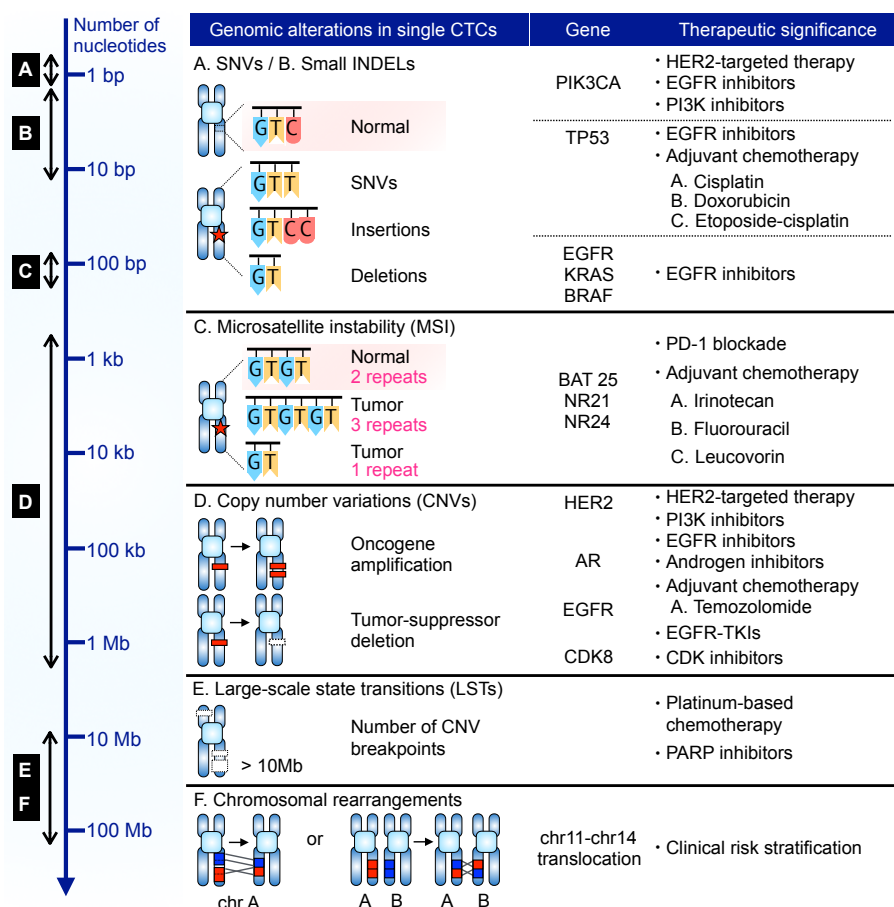 Number of
nucleotides
A
1 bp
B
10 bp
C
100 bp
1 kb
10 kb
D
100 kb
1 Mb
10 Mb
E
F
100 Mb
Genomic alterations in single CTCs
Gene
Therapeutic significance
A. SNVs / B. Small INDELs
GTC
Normal
GTT
SNVs
GTCC
Insertions
GT
Deletions
PIK3CA
・HER2-targeted therapy
・EGFR inhibitors
・PI3K inhibitors
TP53
・EGFR inhibitors
・Adjuvant chemotherapy
A. Cisplatin
B. Doxorubicin
C. Etoposide-cisplatin
EGFR
KRAS
BRAF
・EGFR inhibitors
C. Microsatellite instability (MSI)
GTGT
Normal
2 repeats
GTGTGT
Tumor
3 repeats
GT
Tumor
1 repeat
BAT 25
NR21
NR24
・PD-1 blockade
・Adjuvant chemotherapy
A. Irinotecan
B. Fluorouracil
C. Leucovorin
D. Copy number variations (CNVs)
Oncogene
amplification
Tumor-suppressor
deletion
HER2
AR
EGFR
CDK8
・HER2-targeted therapy
・PI3K inhibitors
・EGFR inhibitors
・Androgen inhibitors
・Adjuvant chemotherapy
A. Temozolomide
・EGFR-TKIs
・CDK inhibitors
E. Large-scale state transitions (LSTs)
Number of CNV
breakpoints
> 10Mb
・Platinum-based
chemotherapy
・PARP inhibitors
F. Chromosomal rearrangements
or
chr A
A B
A B
chr11-chr14
translocation
・Clinical risk stratification